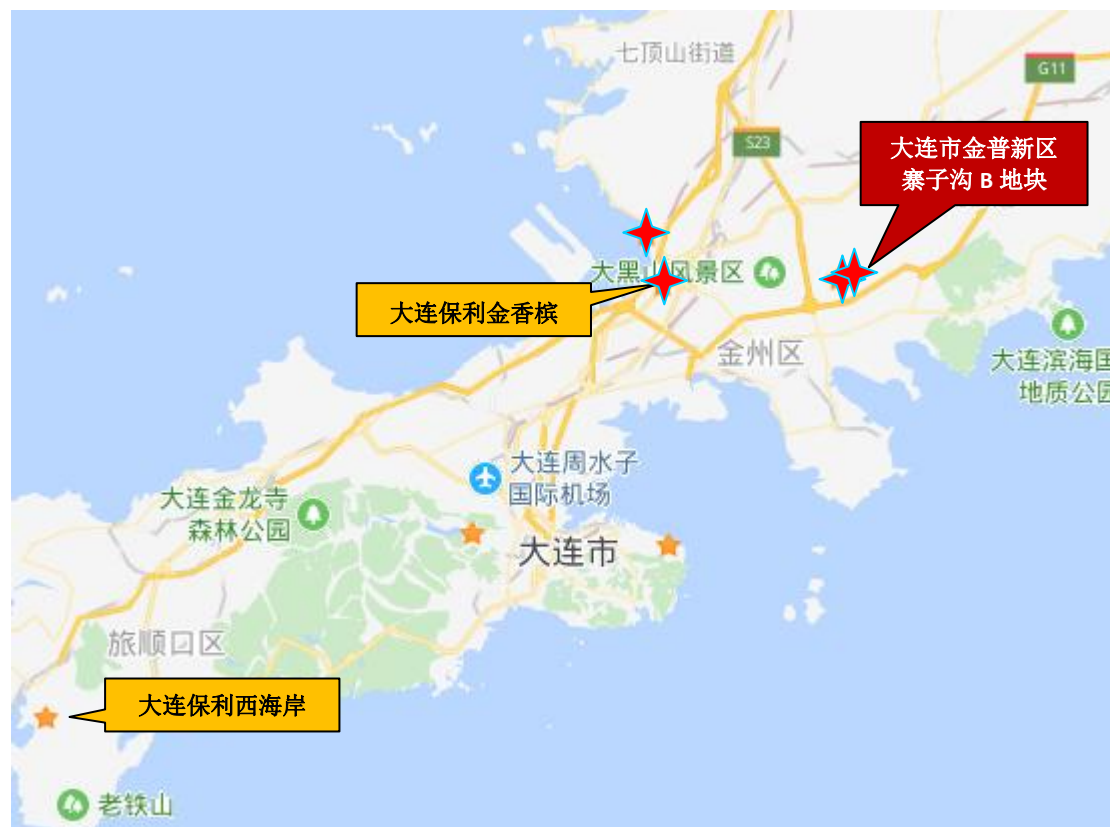 七顶山街道
G11
S23
大连市金普新区
寨子沟 B 地块
大黑山风景区
大连保利金香槟
金州区
大连滨海国
地质公园
大连周水子
国际机场
大连金龙寺
森林公园
大连市
旅顺口区
大连保利西海岸
老铁山